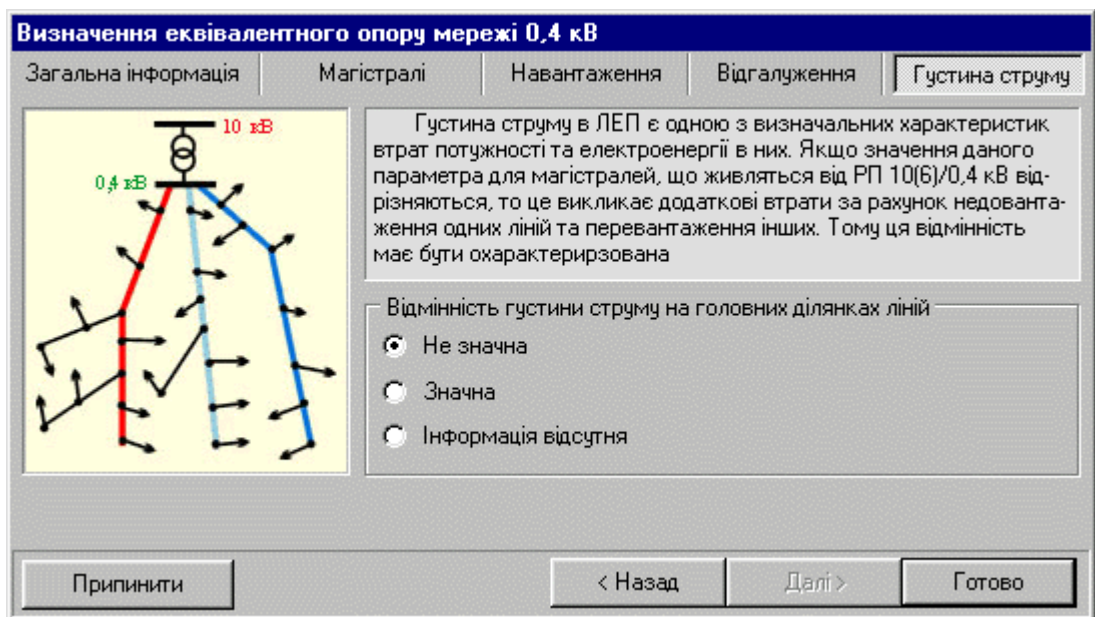 Визначення еквівалентного опору мережі 0,4 кВ
Загальна інформація Магістралі Навантаження Відгалуження Густина струму
10 кВ
0,4 кВ
Густина струму в ЛЕП є однією з визначальних характеристик
втрат потужності та електроенергії в них. Якщо значення даного
параметра для магістралей, що живляться від РП 10(6)/0,4 кВ від-
різняються, то це викликає додаткові втрати за рахунок недованта-
ження одних ліній та перевантаження інших. Тому ця відмінність
має бути охарактерирзована
Відмінність густини струму на головних ділянках ліній
Не значна
Значна
Інформація відсутня
Припинити < Назад Далі > Готово